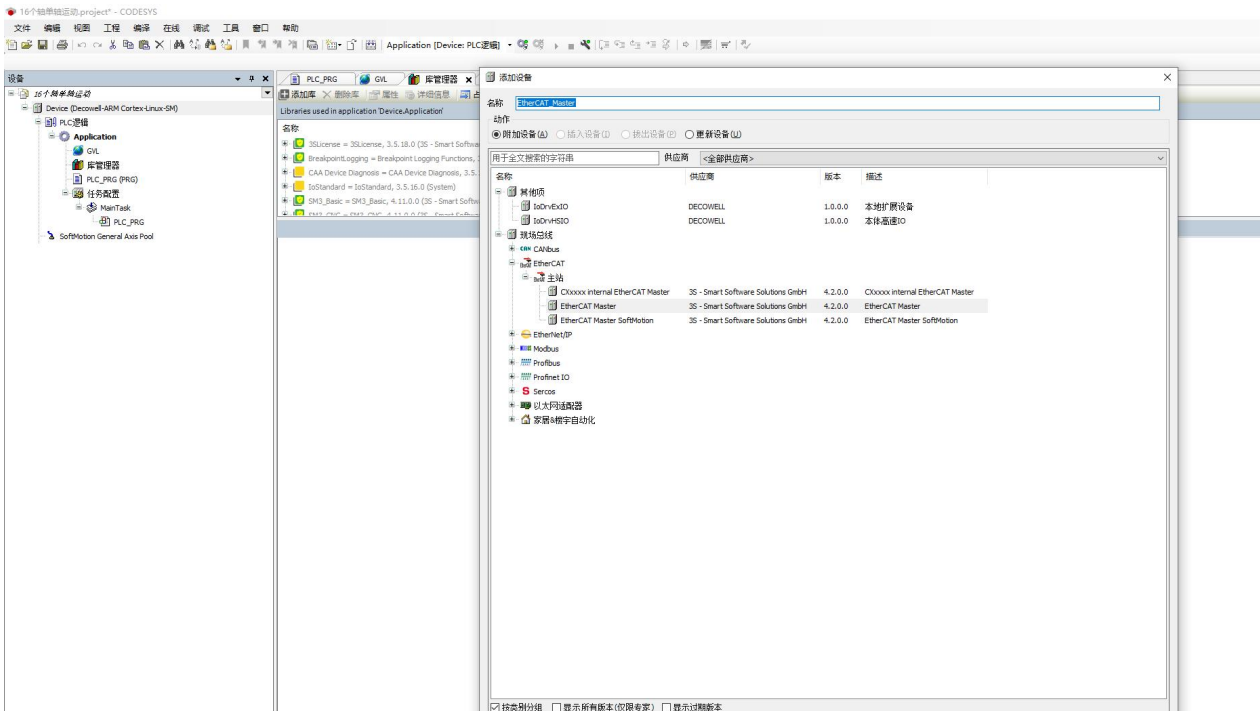 16个轴单轴运动.project* - CODESYS
文件 编辑 视图 工程 编译 在线 调试 工具 窗口 帮助
Application [Device: PLC逻辑]
设备
16个轴单轴运动
Device (Decowell-ARM Cortex-Linux-SM)
PLC逻辑
Application
GVL
库管理器
PLC_PRG (PRG)
任务配置
MainTask
PLC_PRG
SoftMotion General Axis Pool
PLC_PRG GVL 库管理器
添加库 删除库 属性 详细信息
Libraries used in application 'Device.Application'
名称
3SLicense = 3SLicense, 3.5.18.0 (3S - Smart Softwa
BreakpointLogging = Breakpoint Logging Functions,
CAA Device Diagnosis = CAA Device Diagnosis, 3.5.
IoStandard = IoStandard, 3.5.16.0 (System)
SM3_Basic = SM3_Basic, 4.11.0.0 (3S - Smart Softw
SM3_CNC = SM3_CNC, 4.11.0.0 (3S - Smart Softwa
添加设备
名称 EtherCAT_Master
动作
附加设备(A) 插入设备(I) 拔出设备(P) 更新设备(U)
用于全文搜索的字符串 供应商 <全部供应商>
名称 供应商 版本 描述
其他项
IoDrvExIO DECOWELL 1.0.0.0 本地扩展设备
IoDrvHSIO DECOWELL 1.0.0.0 本体高速IO
现场总线
CANbus
EtherCAT
主站
CXxxxx internal EtherCAT Master 3S - Smart Software Solutions GmbH 4.2.0.0 CXxxxx internal EtherCAT Master
EtherCAT Master 3S - Smart Software Solutions GmbH 4.2.0.0 EtherCAT Master
EtherCAT Master SoftMotion 3S - Smart Software Solutions GmbH 4.2.0.0 EtherCAT Master SoftMotion
EtherNet/IP
Modbus
Profibus
Profinet IO
Sercos
以太网适配器
家居&楼宇自动化
按类别分组 显示所有版本(仅限专家) 显示过期版本